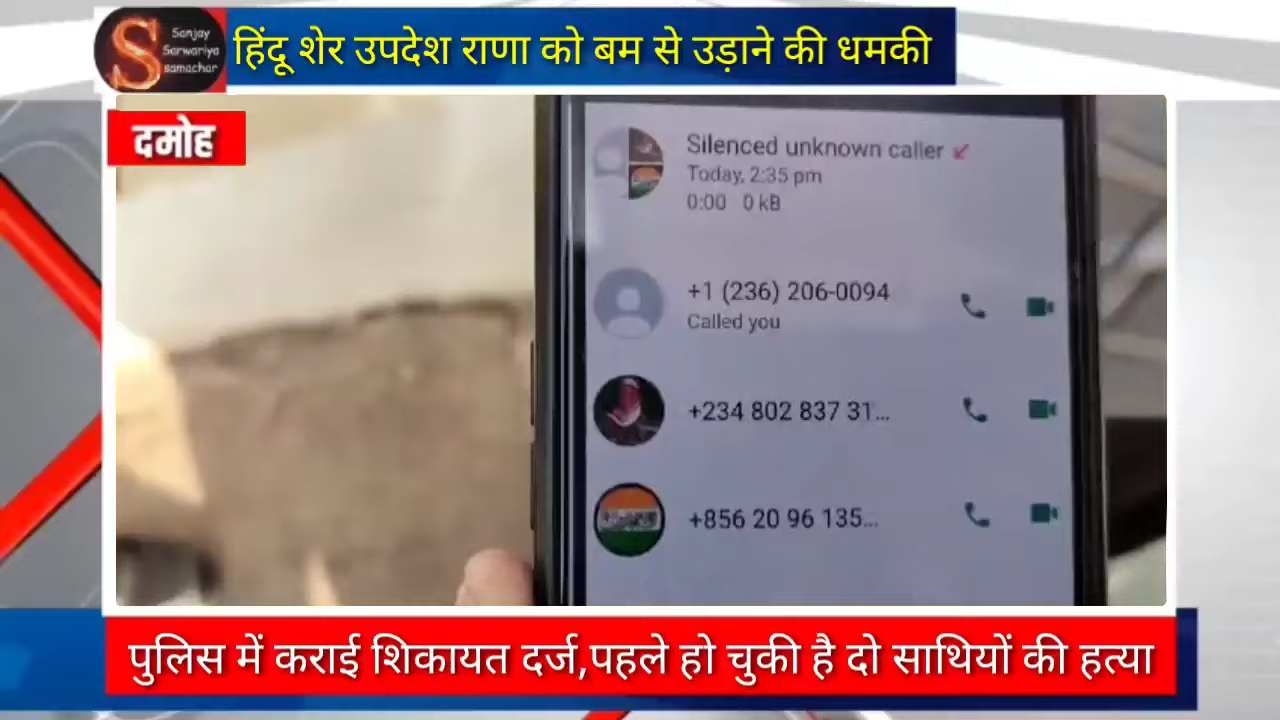 Sanjay
Sarwariya
samachar
हिंदू शेर उपदेश राणा को बम से उड़ाने की धमकी
दमोह
Silenced unknown caller
Today, 2:35 pm
0:00 0 kB
+1 (236) 206-0094
Called you
+234 802 837 31...
+856 20 96 135...
पुलिस में कराई शिकायत दर्ज,पहले हो चुकी है दो साथियों की हत्या